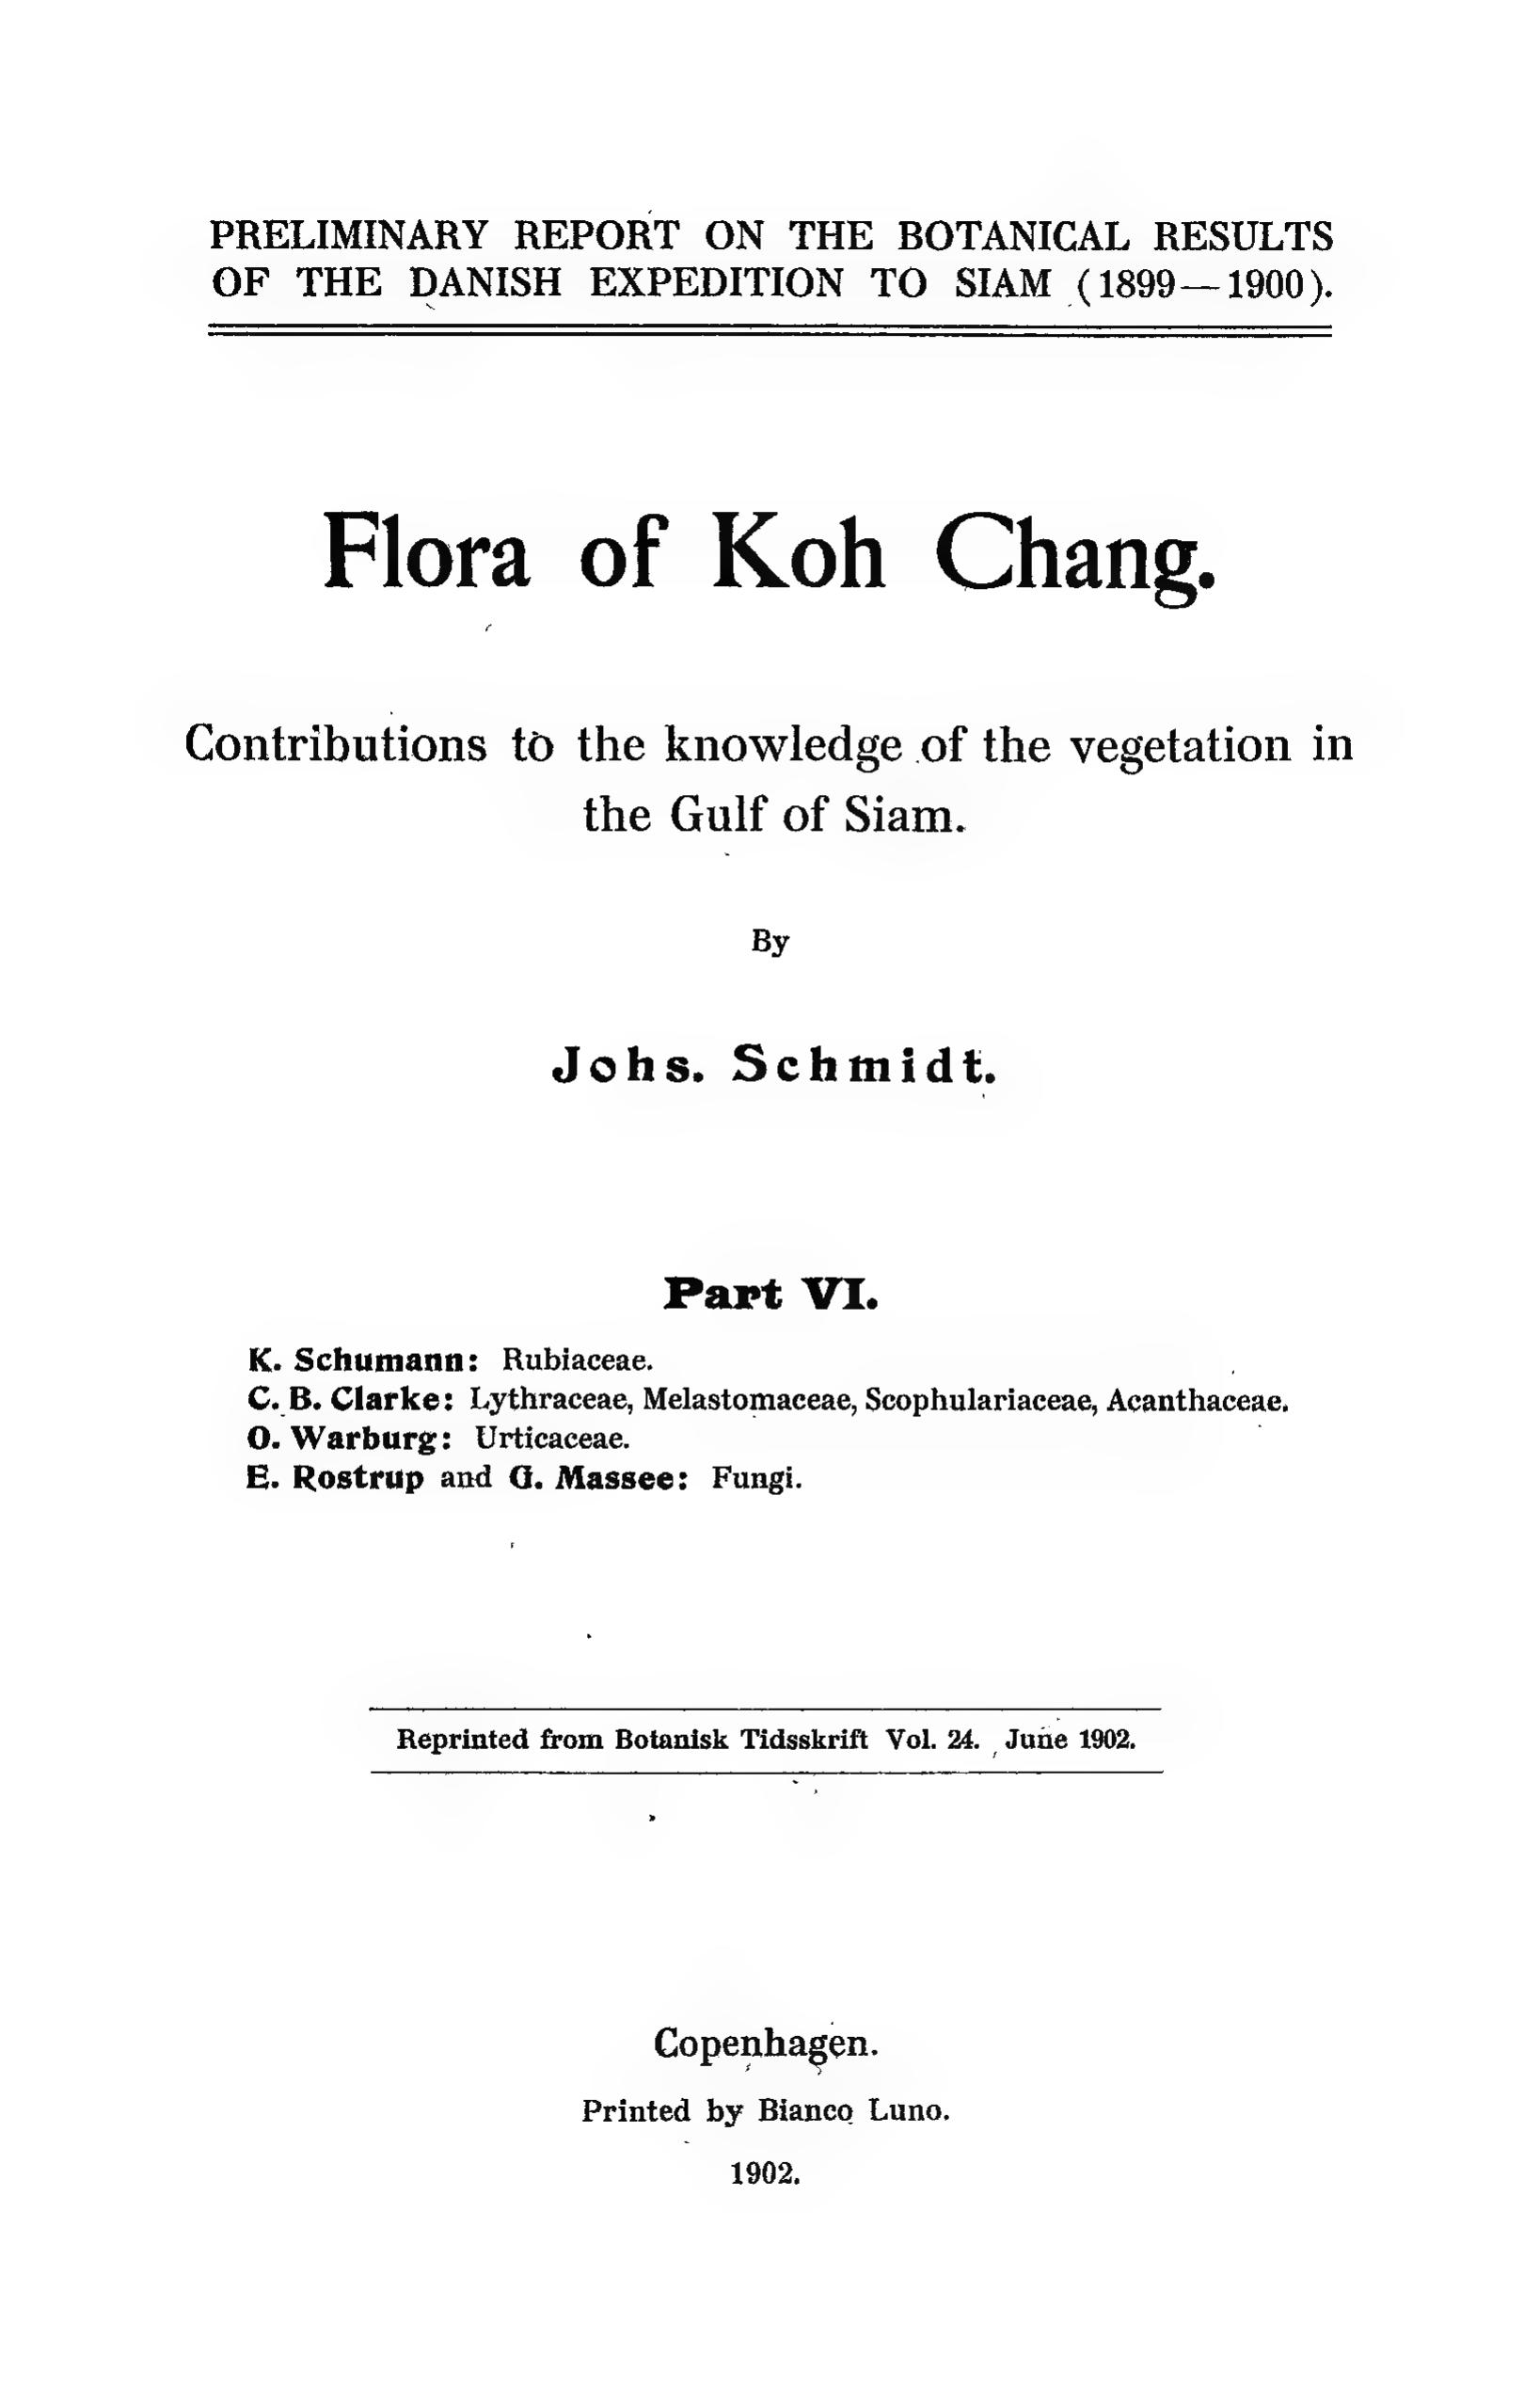 PRELIMINARY REPORT ON THE BOTANICAL RESULTS
OF THE DANISH EXPEDITION TO SIAM (1899—1900).
Flora of Koh Chang.
Contributions to the knowledge of the vegetation in
the Gulf of Siam.
By
Johs. Schmidt.
Part VI.
K. Schumann: Rubiaceae.
C. B. Clarke: Lythraceae, Melastomaceae, Scophulariaceae, Acanthaceae.
O. Warburg: Urticaceae.
E. Rostrup and G. Massee: Fungi.
Reprinted from Botanisk Tidsskrift Vol. 24. June 1902.
Copenhagen.
Printed by Bianco Luno.
1902.